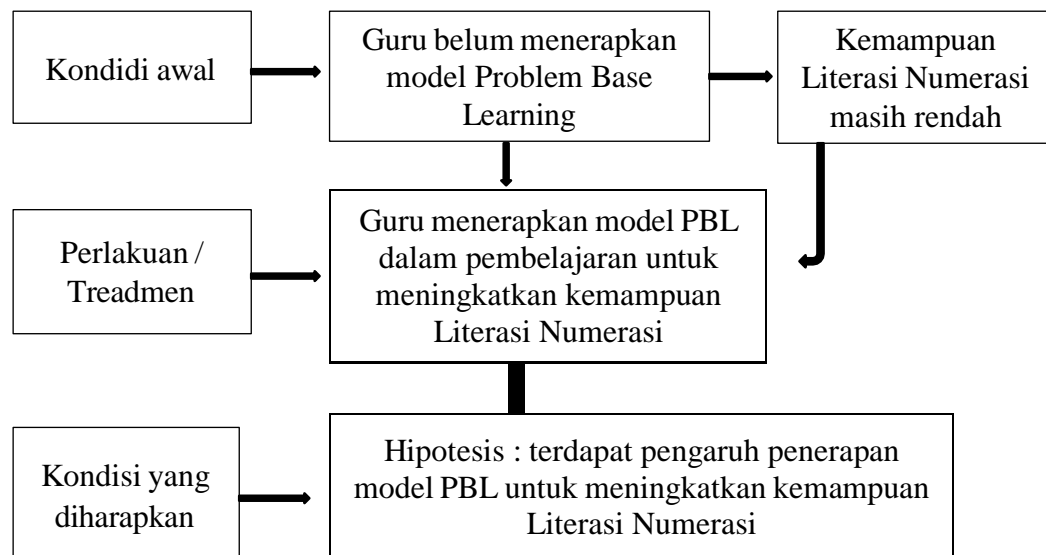 Kondidi awal
Guru belum menerapkan
model Problem Base
Learning
Kemampuan
Literasi Numerasi
masih rendah
Perlakuan /
Treadmen
Guru menerapkan model PBL
dalam pembelajaran untuk
meningkatkan kemampuan
Literasi Numerasi
Kondisi yang
diharapkan
Hipotesis : terdapat pengaruh penerapan
model PBL untuk meningkatkan kemampuan
Literasi Numerasi